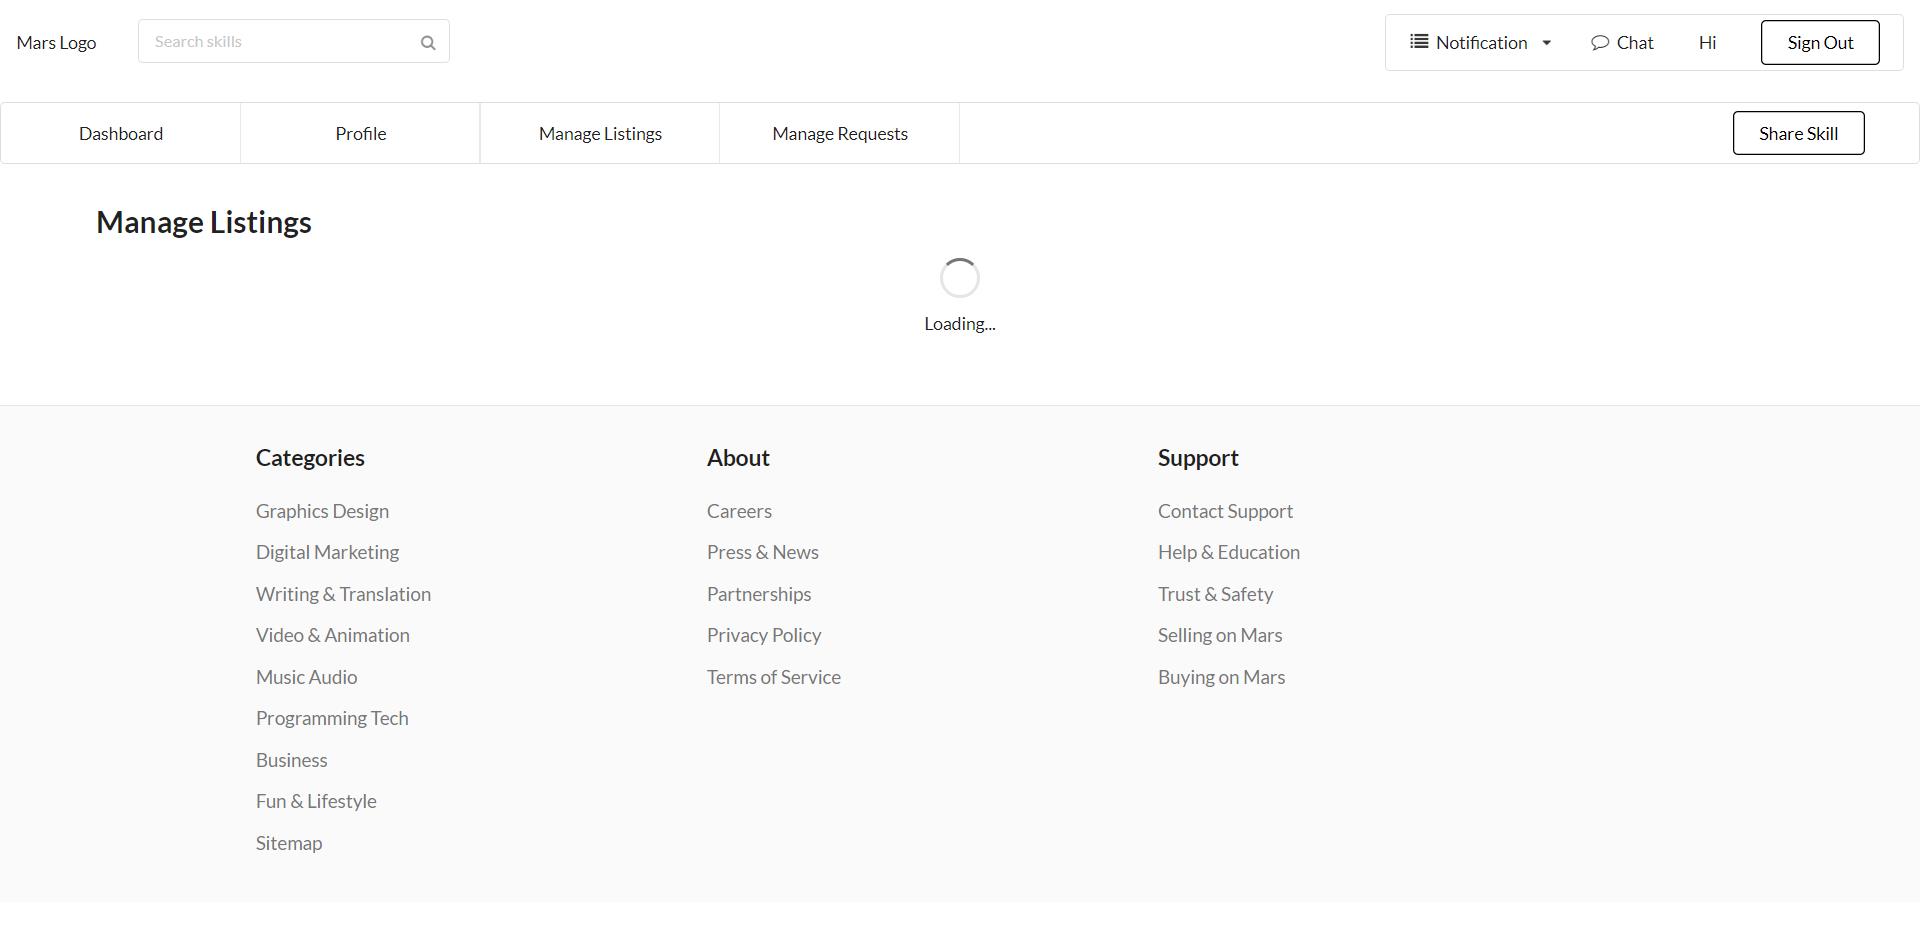 Mars Logo
Search skills
Notification
Chat
Hi
Sign Out
Dashboard
Profile
Manage Listings
Manage Requests
Share Skill
Manage Listings
Loading...
Categories
Graphics Design
Digital Marketing
Writing & Translation
Video & Animation
Music Audio
Programming Tech
Business
Fun & Lifestyle
Sitemap
About
Careers
Press & News
Partnerships
Privacy Policy
Terms of Service
Support
Contact Support
Help & Education
Trust & Safety
Selling on Mars
Buying on Mars